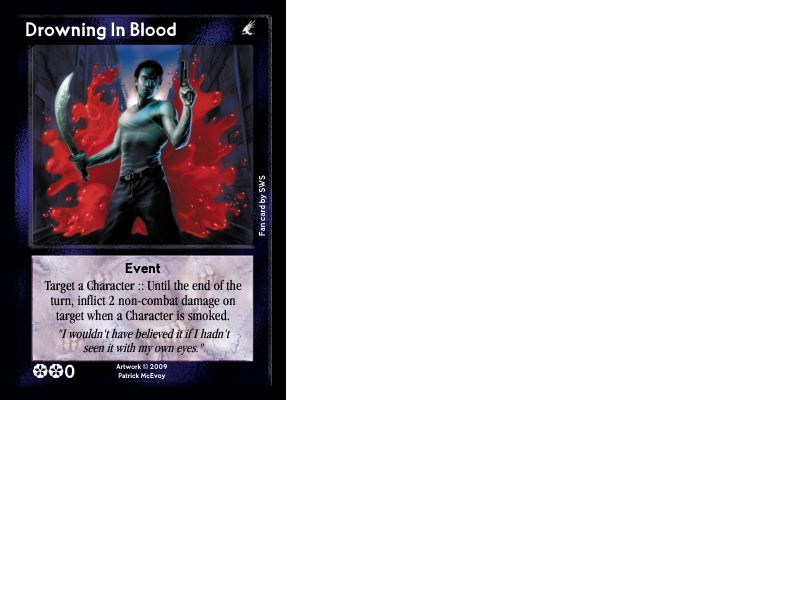 Drowning In Blood
Fan card by SWS
Event
Target a Character :: Until the end of the
turn, inflict 2 non-combat damage on
target when a Character is smoked.
"I wouldn't have believed it if I hadn't
seen it with my own eyes."
0
Artwork © 2009
Patrick McEvoy